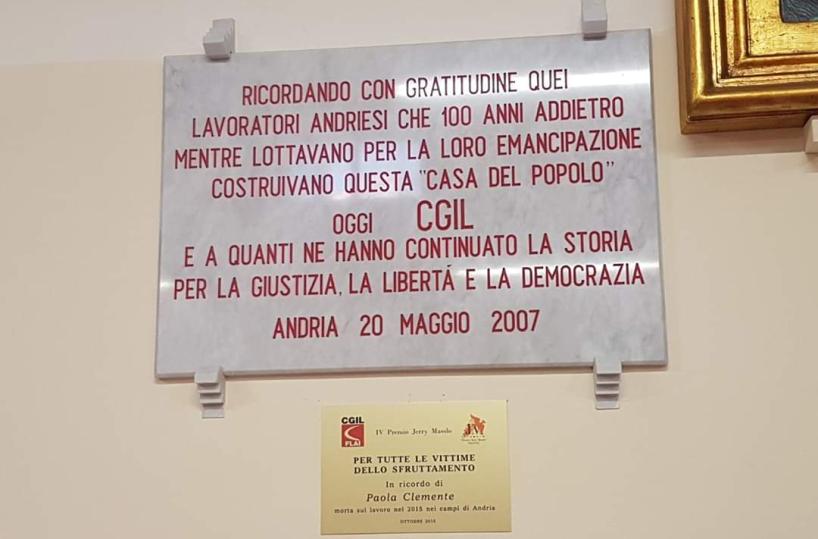 RICORDANDO CON GRATITUDINE QUEI
LAVORATORI ANDRIESI CHE 100 ANNI ADDIETRO
MENTRE LOTTAVANO PER LA LORO EMANCIPAZIONE
COSTRUIVANO QUESTA "CASA DEL POPOLO"
OGGI CGIL
E A QUANTI NE HANNO CONTINUATO LA STORIA
PER LA GIUSTIZIA, LA LIBERTÁ E LA DEMOCRAZIA
ANDRIA 20 MAGGIO 2007
CGIL
FLAI
IV Premio Jerry Masslo
IV
PER TUTTE LE VITTIME
DELLO SFRUTTAMENTO
In ricordo di
Paola Clemente
morta sul lavoro nel 2015 nei campi di Andria